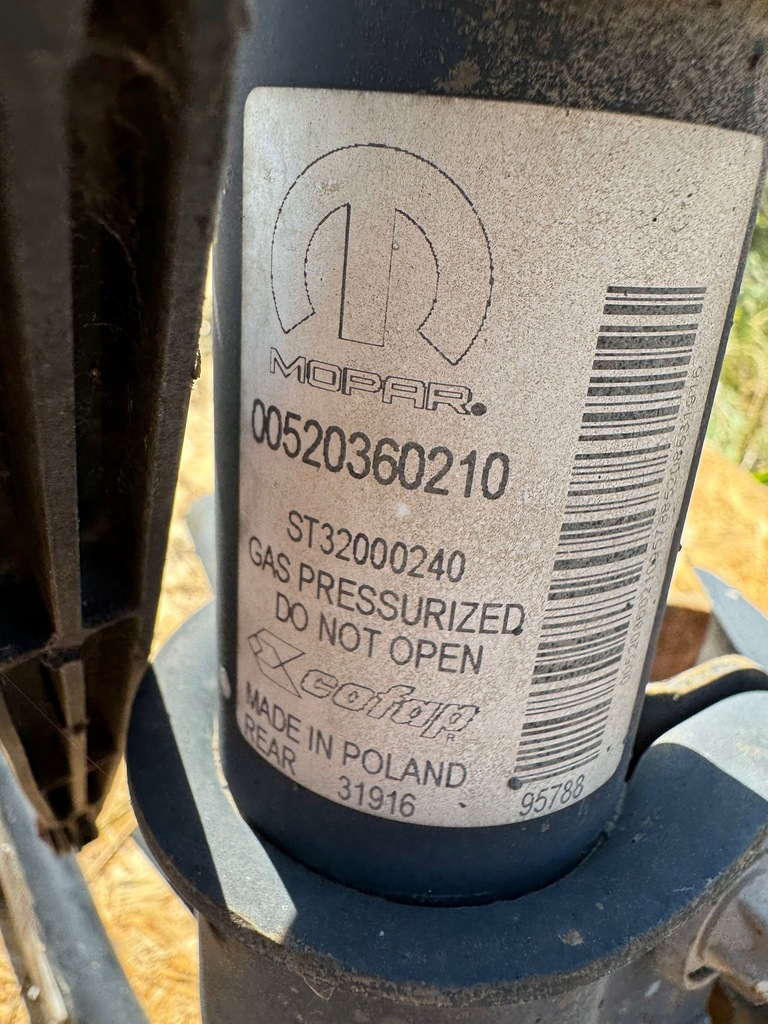 MOPAR
00520360210
ST32000240
GAS PRESSURIZED
DO NOT OPEN
cofap
R
MADE IN POLAND
REAR 31916
95788